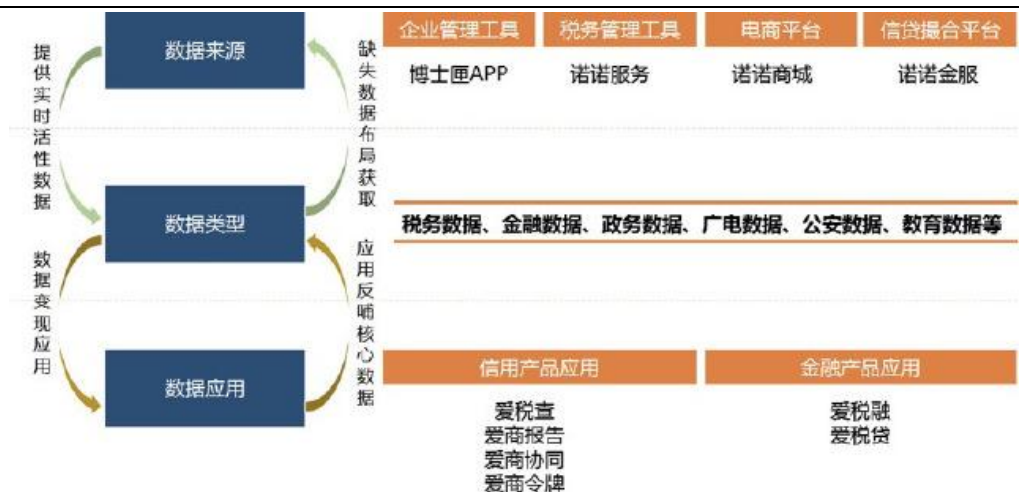 数据来源
数据类型
数据应用
提供实时活性数据
缺失数据布局获取
数据变现应用
应用反哺核心数据
企业管理工具 税务管理工具 电商平台 信贷撮合平台
博士匣APP 诺诺服务 诺诺商城 诺诺金服
税务数据、金融数据、政务数据、广电数据、公安数据、教育数据等
信用产品应用 金融产品应用
爱税查 爱税融
爱商报告 爱税贷
爱商协同
爱商令牌